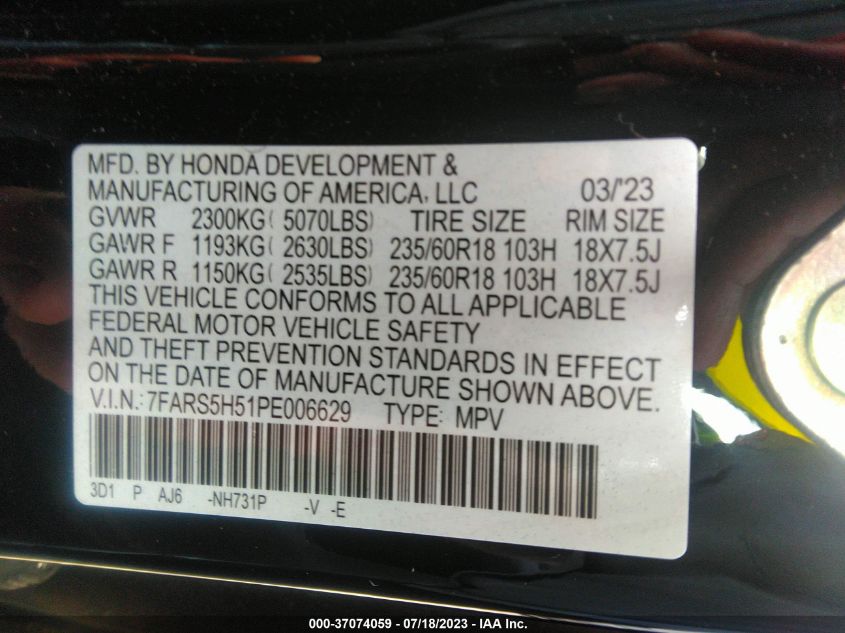 MFD. BY HONDA DEVELOPMENT &
MANUFACTURING OF AMERICA, LLC 03/'23
GVWR 2300KG( 5070LBS) TIRE SIZE RIM SIZE
GAWR F 1193KG( 2630LBS) 235/60R18 103H 18X7.5J
GAWR R 1150KG( 2535LBS) 235/60R18 103H 18X7.5J
THIS VEHICLE CONFORMS TO ALL APPLICABLE
FEDERAL MOTOR VEHICLE SAFETY
AND THEFT PREVENTION STANDARDS IN EFFECT
ON THE DATE OF MANUFACTURE SHOWN ABOVE.
V.I.N.: 7FARS5H51PE006629 TYPE: MPV
3D1 P AJ6 -NH731P -V -E
000-37074059 - 07/18/2023 - IAA Inc.